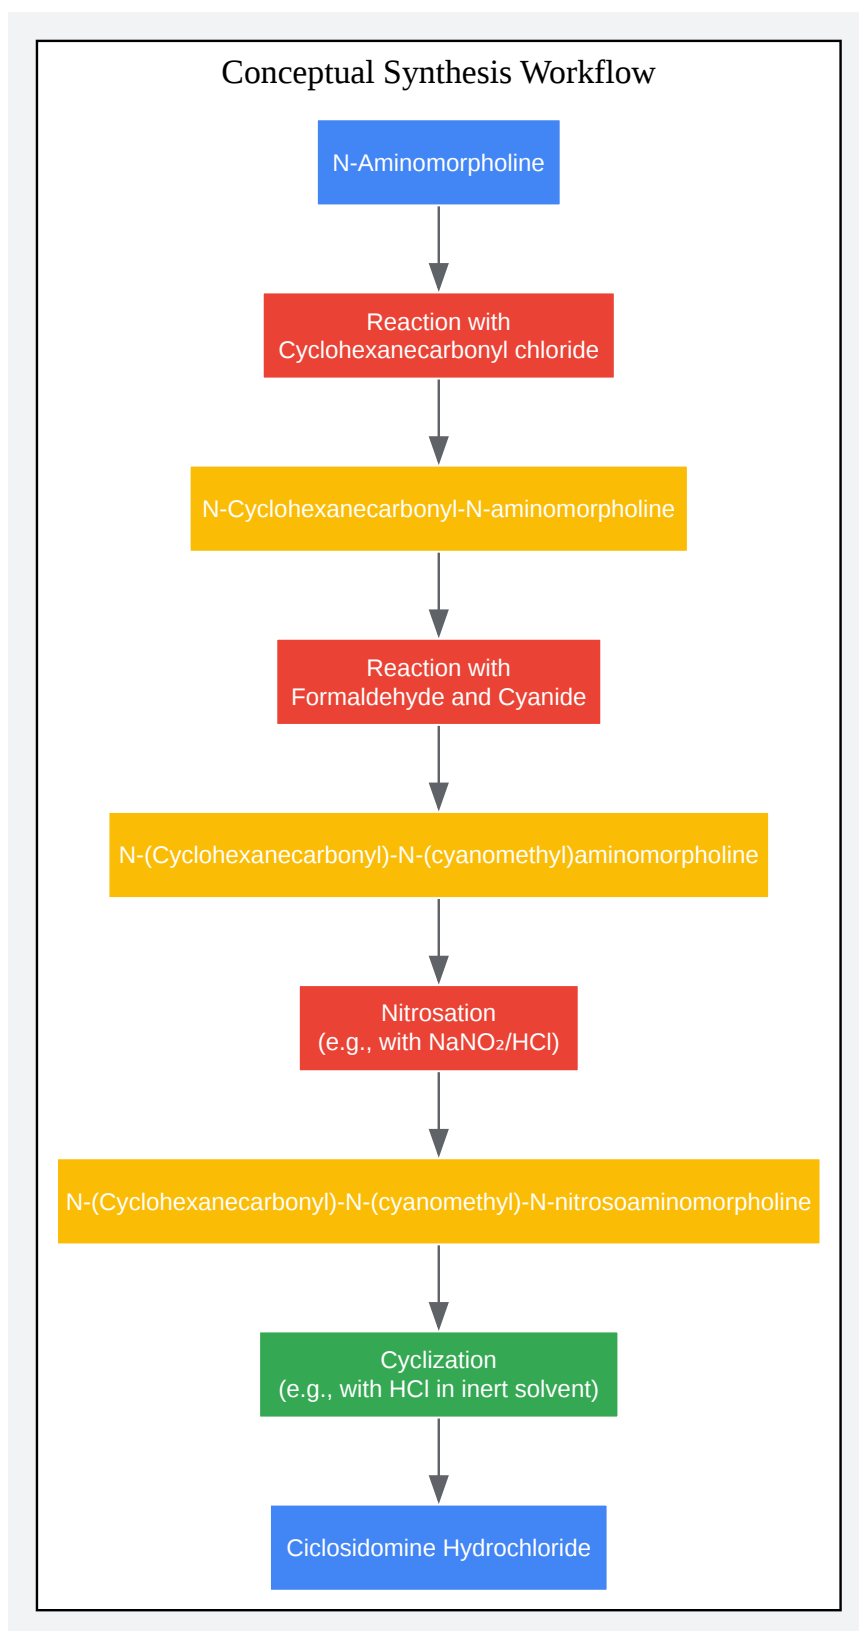 Conceptual Synthesis Workflow
N-Aminomorpholine
Reaction with
Cyclohexanecarbonyl chloride
N-Cyclohexanecarbonyl-N-aminomorpholine
Reaction with
Formaldehyde and Cyanide
N-(Cyclohexanecarbonyl)-N-(cyanomethyl)aminomorpholine
Nitrosation
(e.g., with NaNO₂/HCl)
N-(Cyclohexanecarbonyl)-N-(cyanomethyl)-N-nitrosoaminomorpholine
Cyclization
(e.g., with HCl in inert solvent)
Ciclosidomine Hydrochloride